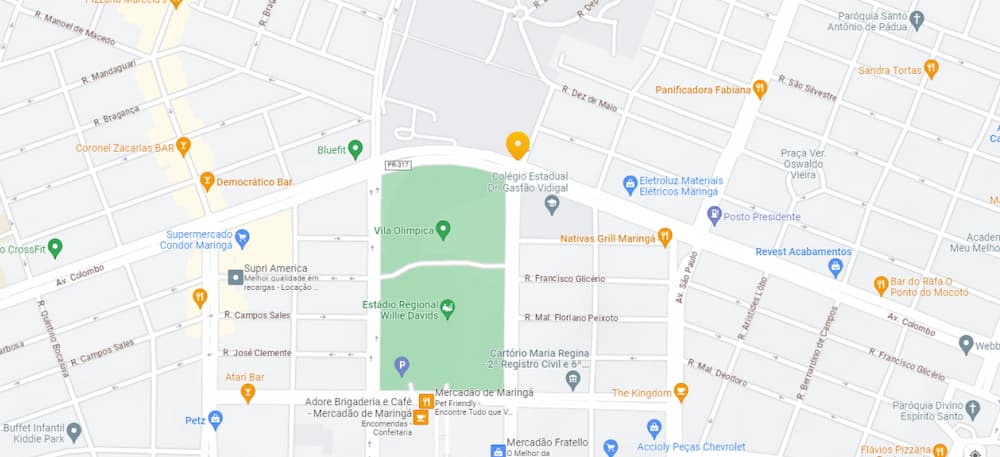 Pizzaria Marcela's
R. Manoel de Macedo
R. Mandaguari
R. Bragança
Coronel Zacarias BAR
Democrático Bar
Bluefit
PR-317
R. Dez de Maio
Panificadora Fabiana
Paróquia Santo
Antônio de Pádua
Sandra Tortas
R. São Silvestre
Praça Ver.
Oswaldo
Vieira
Colégio Estadual
Dr. Gastão Vidigal
Eletroluz Materiais
Elétricos Maringá
Posto Presidente
Vila Olímpica
Supermercado
Condor Maringá
o CrossFit
Nativas Grill Maringá
Revest Acabamentos
Academ
Meu Melho
Av. Colombo
Supri America
Melhor qualidade em
recargas - Locação ...
R. Francisco Glicério
Av. São Paulo
Bar do Rafa O
Ponto do Mocotó
Estádio Regional
Willie Davids
R. Campos Sales
R. Mal. Floriano Peixoto
R. Aristides Lôbo
Av. Colombo
R. Quintino Bocaiúva
R. Campos Sales
R. José Clemente
Cartório Maria Regina
- 2° Registro Civil e 6°...
R. Bernardino de Campos
R. Francisco Glicério
Webb
P
R. Mal. Deodoro
Atari Bar
Mercadão de Maringá
Pet Friendly -
Encontre Tudo que V...
The Kingdom
Adore Brigaderia e Café
- Mercadão de Maringá
Encomendas -
Confeitaria
Paróquia Divino
Espírito Santo
Petz
Buffet Infantil
Kiddie Park
Mercadão Fratello
O Melhor da
Accioly Peças Chevrolet
Flávios Pizzaria